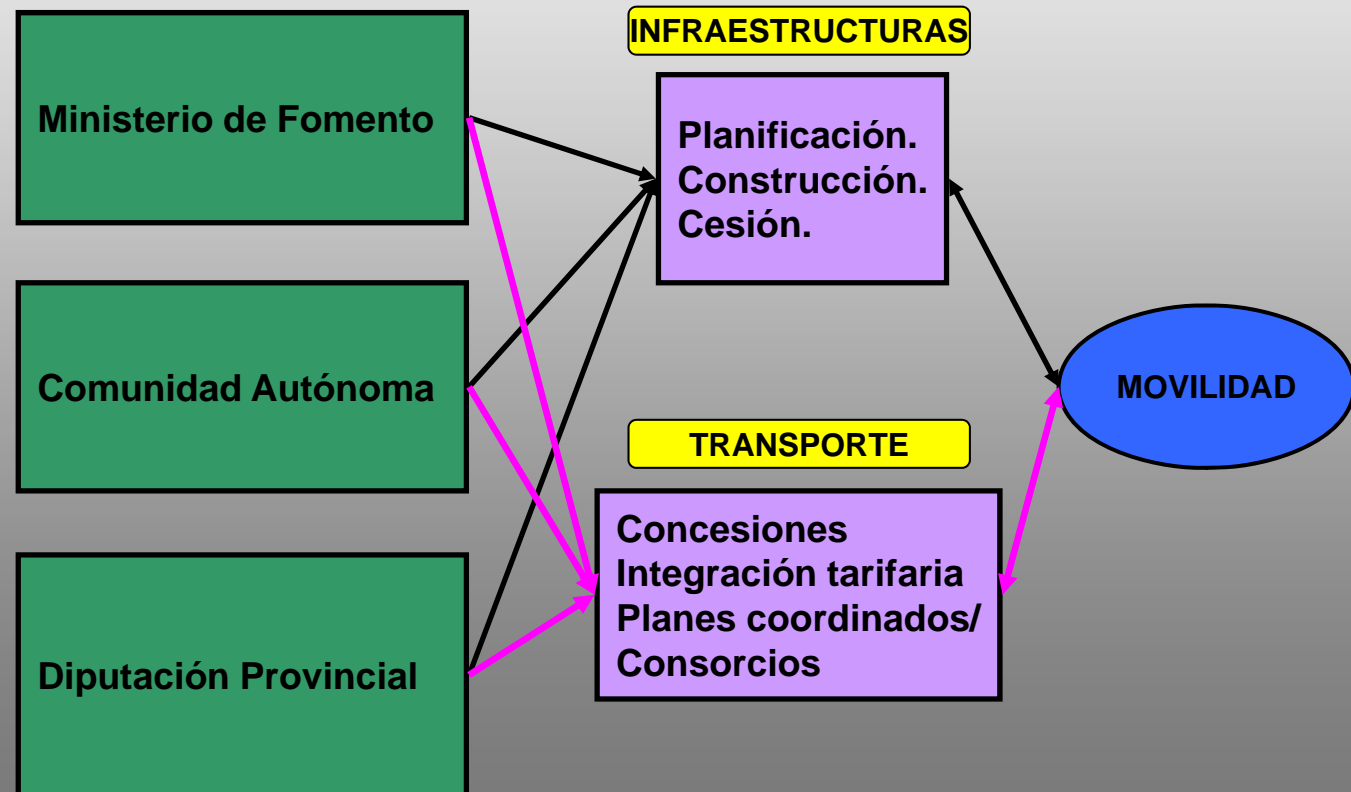 Ministerio de Fomento
Comunidad Autónoma
Diputación Provincial
INFRAESTRUCTURAS
Planificación.
Construcción.
Cesión.
TRANSPORTE
Concesiones
Integración tarifaria
Planes coordinados/
Consorcios
MOVILIDAD